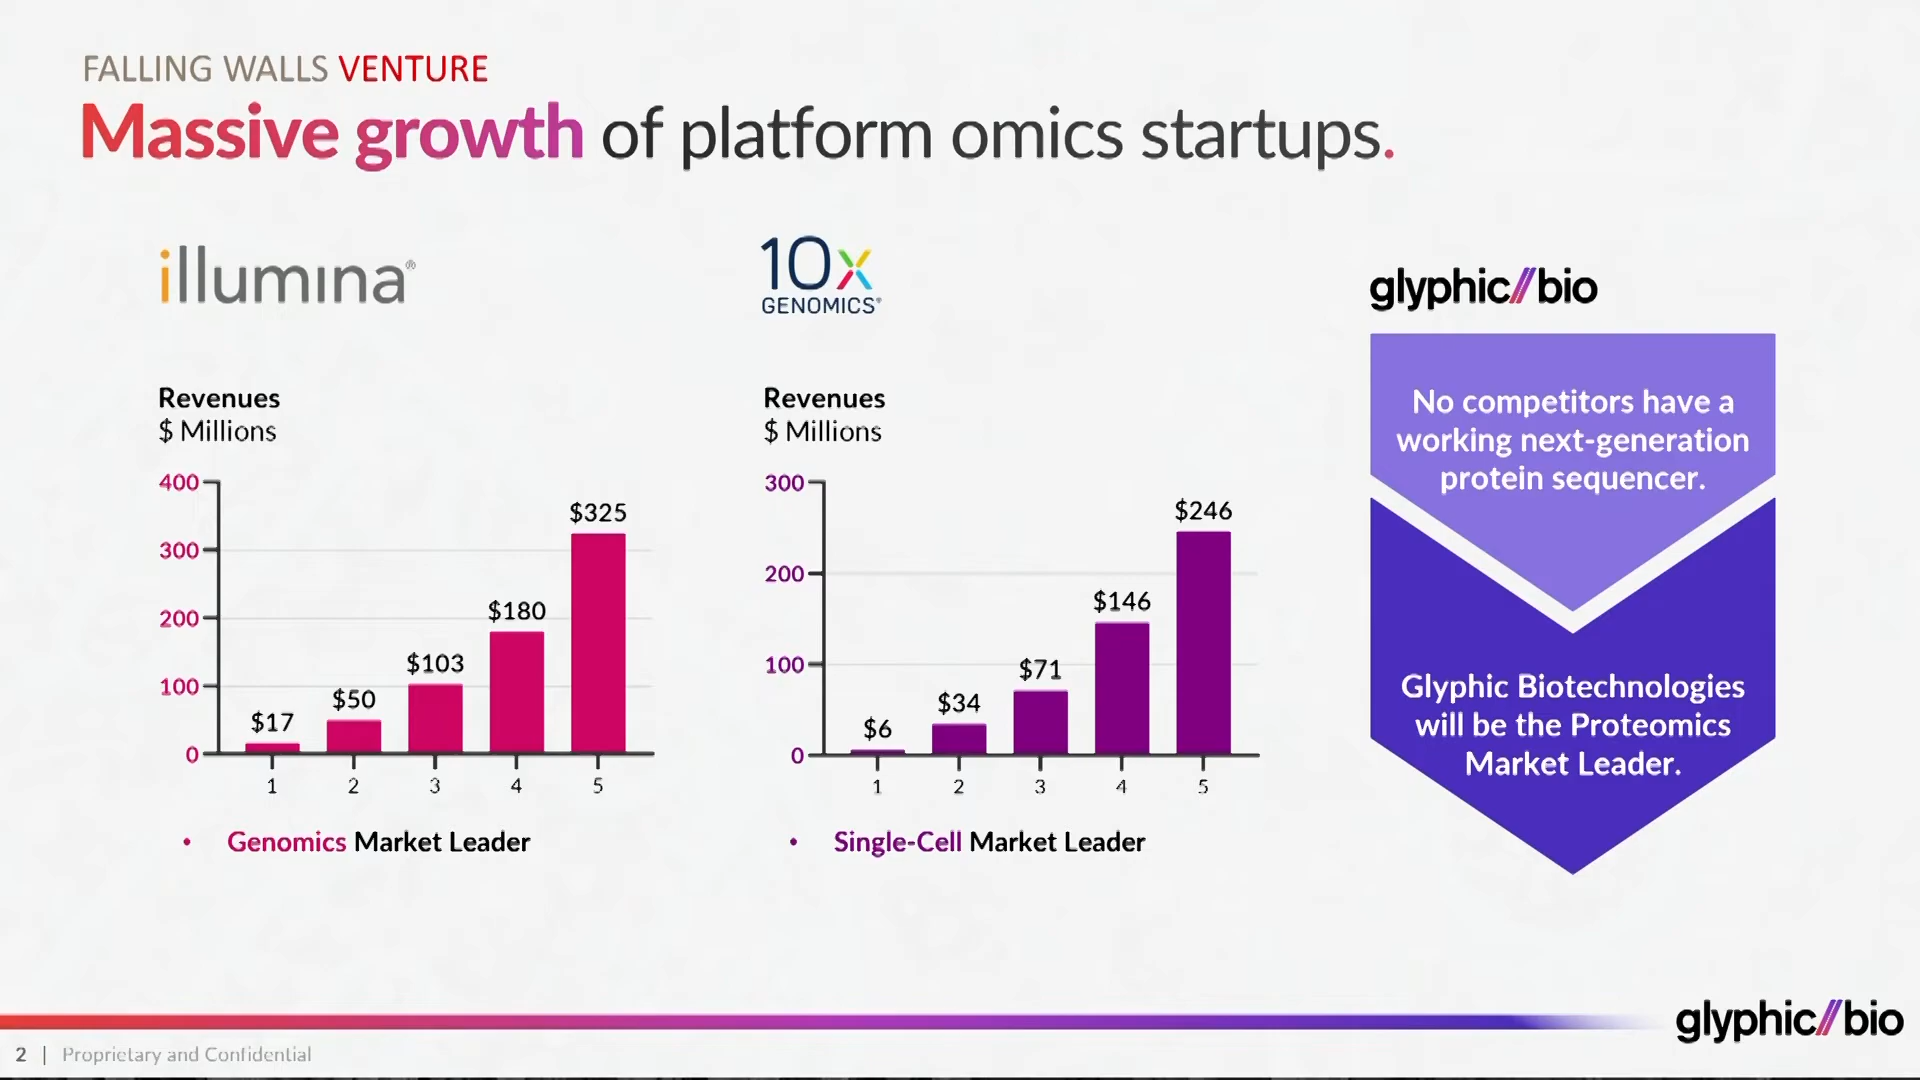 FALLING WALLS VENTURE
Massive growth of platform omics startups.
illumina®
Revenues
$ Millions
400
300
200
100
0
$17
$50
$103
$180
$325
1 2 3 4 5
• Genomics Market Leader
10x
GENOMICS®
Revenues
$ Millions
300
200
100
0
$6
$34
$71
$146
$246
1 2 3 4 5
• Single-Cell Market Leader
glyphic//bio
No competitors have a
working next-generation
protein sequencer.
Glyphic Biotechnologies
will be the Proteomics
Market Leader.
2 | Proprietary and Confidential
glyphic//bio